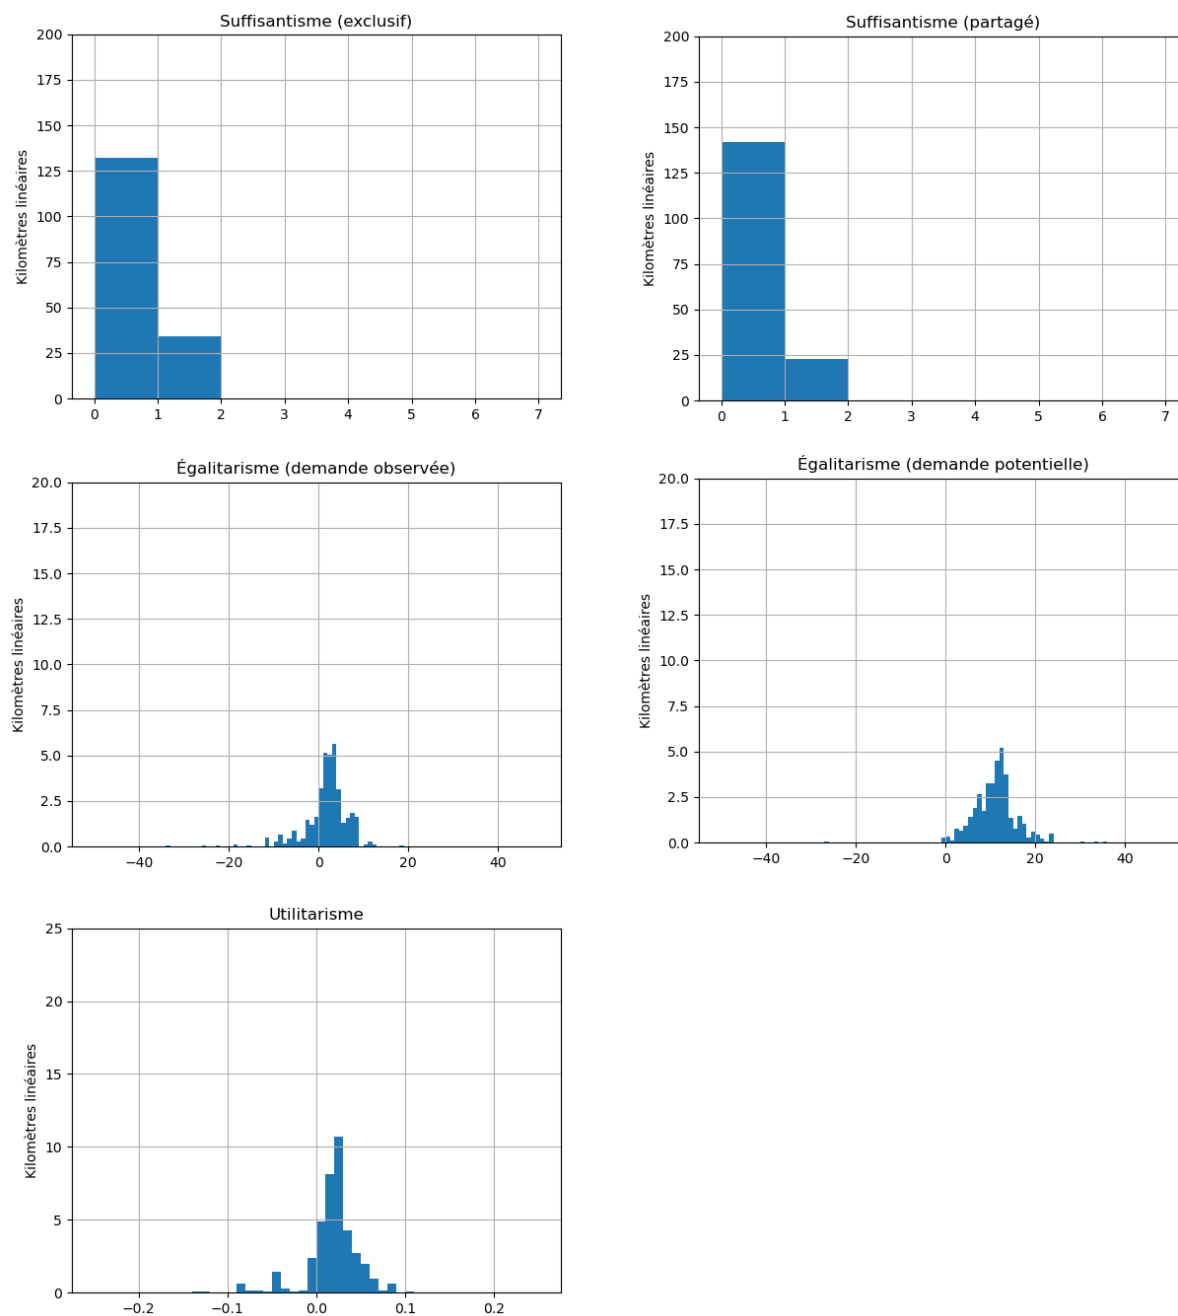 Suffisantisme (exclusif)
200
175
150
125
100
75
50
25
0
Kilomètres linéaires
0 1 2 3 4 5 6 7
Suffisantisme (partagé)
200
175
150
125
100
75
50
25
0
Kilomètres linéaires
0 1 2 3 4 5 6 7
Égalitarisme (demande observée)
20.0
17.5
15.0
12.5
10.0
7.5
5.0
2.5
0.0
Kilomètres linéaires
−40 −20 0 20 40
Égalitarisme (demande potentielle)
20.0
17.5
15.0
12.5
10.0
7.5
5.0
2.5
0.0
Kilomètres linéaires
−40 −20 0 20 40
Utilitarisme
25
20
15
10
5
0
Kilomètres linéaires
−0.2 −0.1 0.0 0.1 0.2